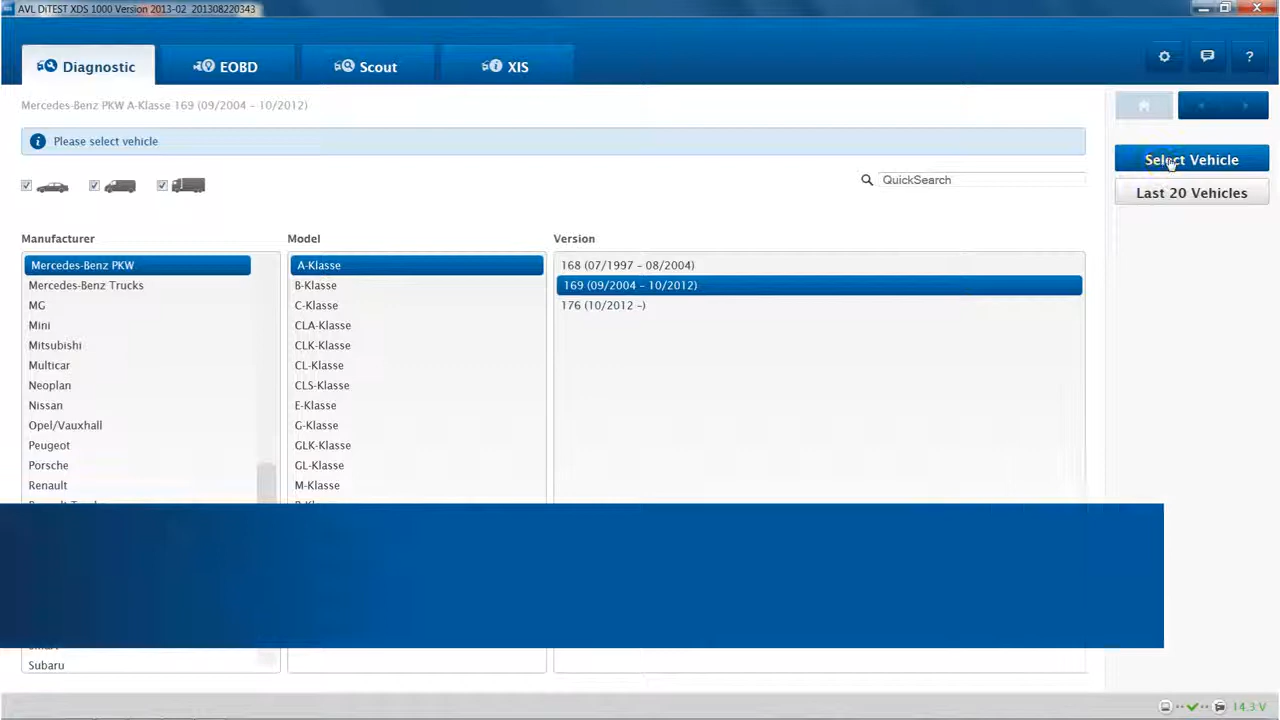 AVL DiTEST XDS 1000 Version 2013-02 201308220343
Diagnostic
EOBD
Scout
XIS
?
Mercedes-Benz PKW A-Klasse 169 (09/2004 - 10/2012)
Please select vehicle
Select Vehicle
Last 20 Vehicles
QuickSearch
Manufacturer
Mercedes-Benz PKW
Mercedes-Benz Trucks
MG
Mini
Mitsubishi
Multicar
Neoplan
Nissan
Opel/Vauxhall
Peugeot
Porsche
Renault
Subaru
Model
A-Klasse
B-Klasse
C-Klasse
CLA-Klasse
CLK-Klasse
CL-Klasse
CLS-Klasse
E-Klasse
G-Klasse
GLK-Klasse
GL-Klasse
M-Klasse
Version
168 (07/1997 - 08/2004)
169 (09/2004 - 10/2012)
176 (10/2012 -)
14.3 V